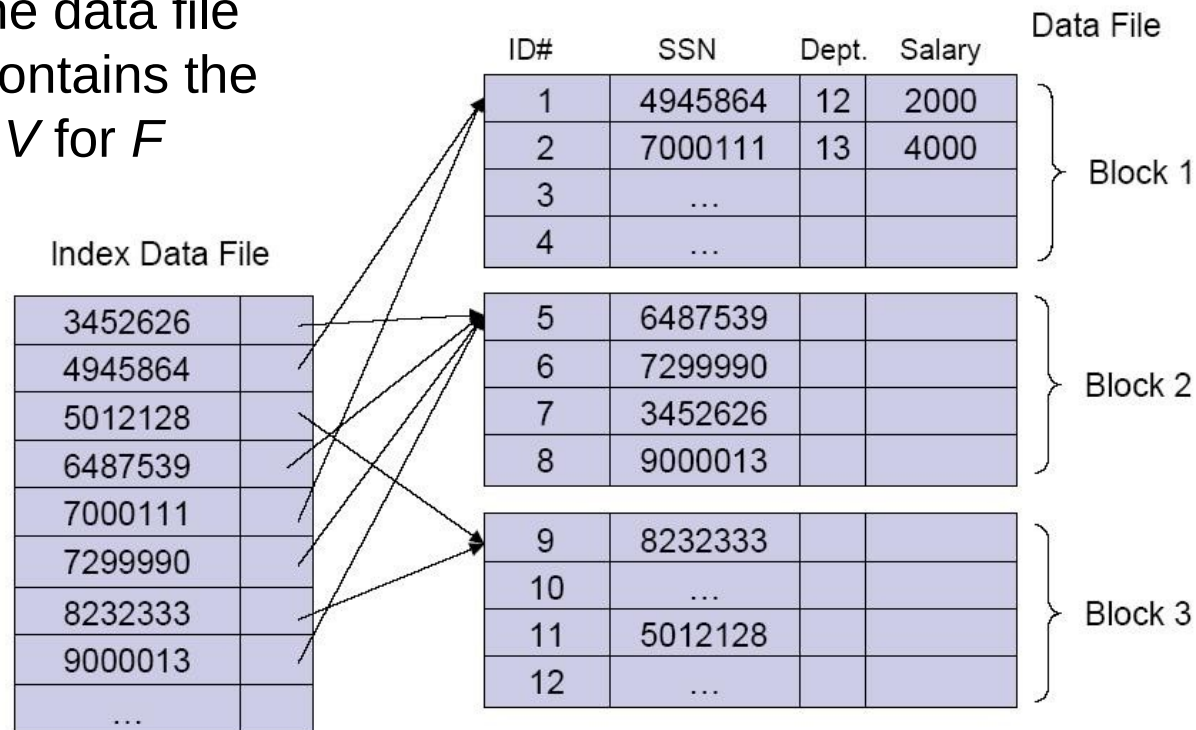 ne data file
ontains the
V for F
Index Data File
3452626
4945864
5012128
6487539
7000111
7299990
8232333
9000013
...
Data File
ID# SSN Dept. Salary
1 4945864 12 2000
2 7000111 13 4000
3 ...
4 ...
Block 1
5 6487539
6 7299990
7 3452626
8 9000013
Block 2
9 8232333
10 ...
11 5012128
12 ...
Block 3